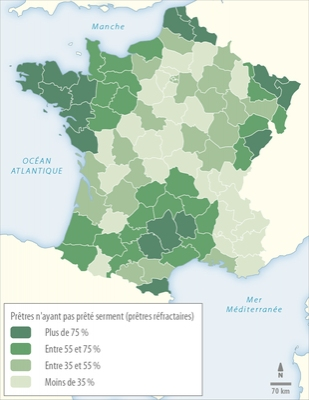 Manche
OCÉAN
ATLANTIQUE
Mer
Méditerranée
Prêtres n'ayant pas prêté serment (prêtres réfractaires)
Plus de 75 %
Entre 55 et 75 %
Entre 35 et 55 %
Moins de 35 %
N
70 km